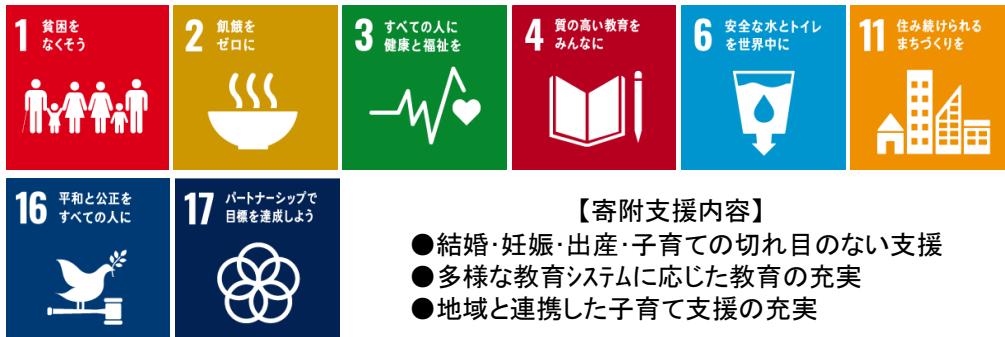 1 貧困を
なくそう
2 飢餓を
ゼロに
3 すべての人に
健康と福祉を
4 質の高い教育を
みんなに
6 安全な水とトイレ
を世界中に
11 住み続けられる
まちづくりを
16 平和と公正を
すべての人に
17 パートナーシップで
目標を達成しよう
【寄附支援内容】
●結婚･妊娠･出産･子育ての切れ目のない支援
●多様な教育ｼｽﾃﾑに応じた教育の充実
●地域と連携した子育て支援の充実